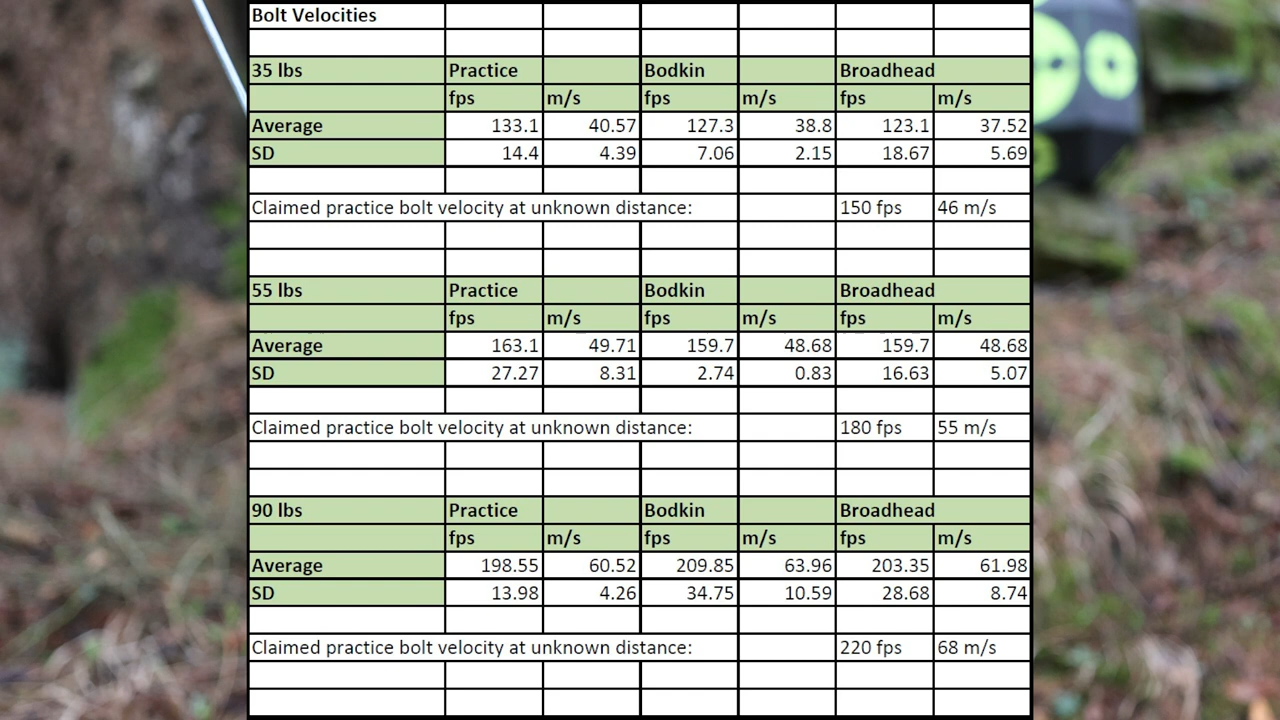 Bolt Velocities
35 lbs Practice Bodkin Broadhead
fps m/s fps m/s fps m/s
Average 133.1 40.57 127.3 38.8 123.1 37.52
SD 14.4 4.39 7.06 2.15 18.67 5.69
Claimed practice bolt velocity at unknown distance: 150 fps 46 m/s
55 lbs Practice Bodkin Broadhead
fps m/s fps m/s fps m/s
Average 163.1 49.71 159.7 48.68 159.7 48.68
SD 27.27 8.31 2.74 0.83 16.63 5.07
Claimed practice bolt velocity at unknown distance: 180 fps 55 m/s
90 lbs Practice Bodkin Broadhead
fps m/s fps m/s fps m/s
Average 198.55 60.52 209.85 63.96 203.35 61.98
SD 13.98 4.26 34.75 10.59 28.68 8.74
Claimed practice bolt velocity at unknown distance: 220 fps 68 m/s